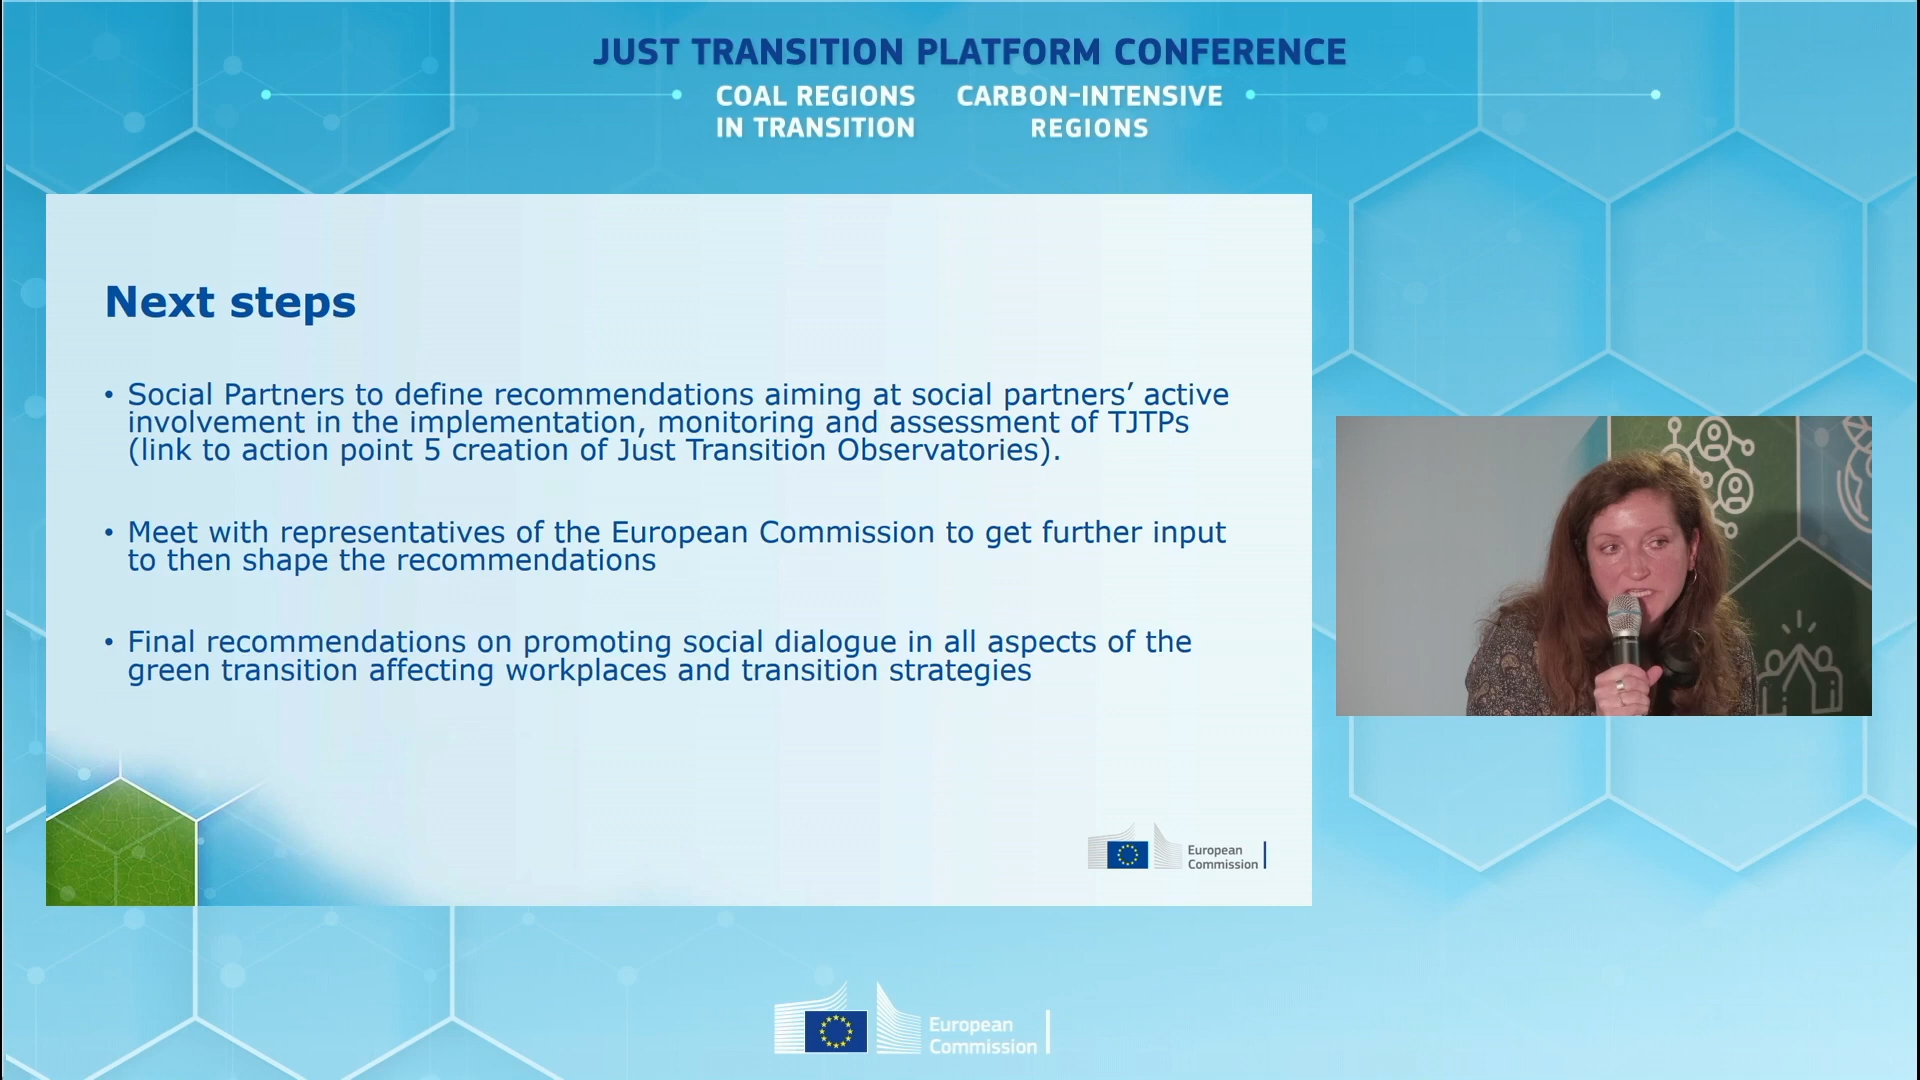 JUST TRANSITION PLATFORM CONFERENCE
COAL REGIONS
IN TRANSITION
CARBON-INTENSIVE
REGIONS
Next steps
• Social Partners to define recommendations aiming at social partners’ active
involvement in the implementation, monitoring and assessment of TJTPs
(link to action point 5 creation of Just Transition Observatories).
• Meet with representatives of the European Commission to get further input
to then shape the recommendations
• Final recommendations on promoting social dialogue in all aspects of the
green transition affecting workplaces and transition strategies
European
Commission
European
Commission